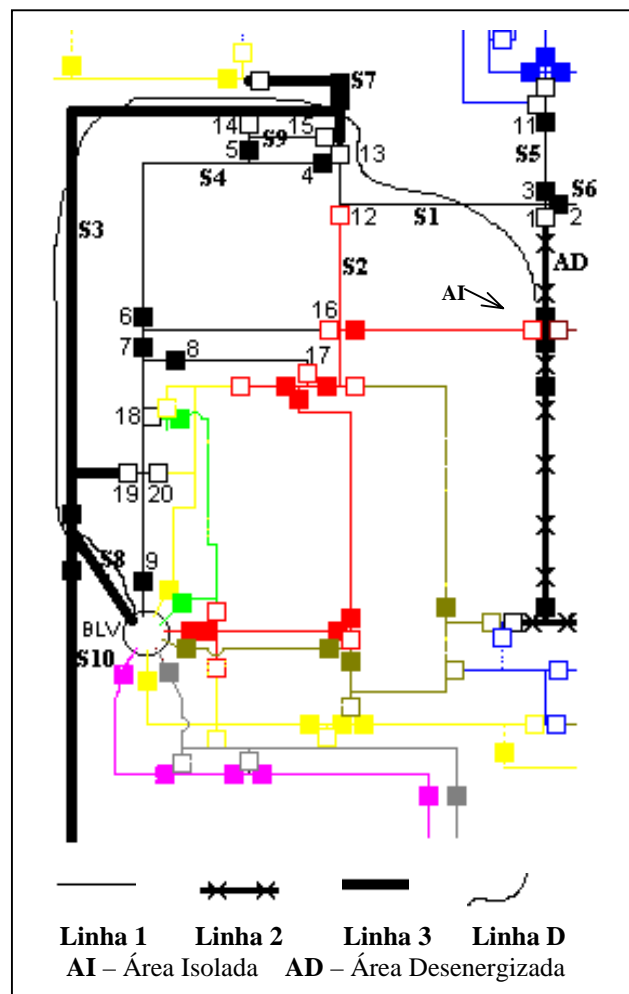 S7
14
15
S9
5
13
11
S4
4
S5
3
S6
12
S1
1
2
S3
S2
AD
AI
6
16
7
8
17
18
19
20
S8
9
BLV
S10
Linha 1 Linha 2 Linha 3 Linha D
AI – Área Isolada AD – Área Desenergizada